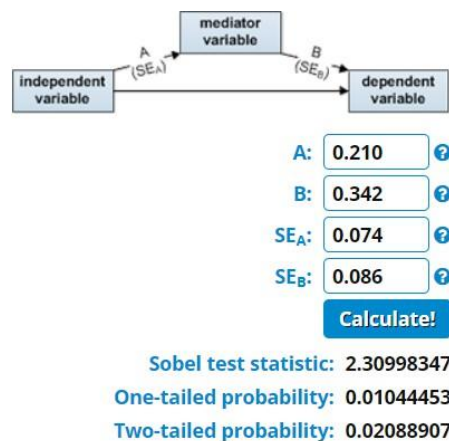 mediator
variable
A
(SEA)
B
(SEB)
independent
variable
dependent
variable
A: 0.210 ?
B: 0.342 ?
SEA: 0.074 ?
SEB: 0.086 ?
Calculate!
Sobel test statistic: 2.30998347
One-tailed probability: 0.01044453
Two-tailed probability: 0.02088907